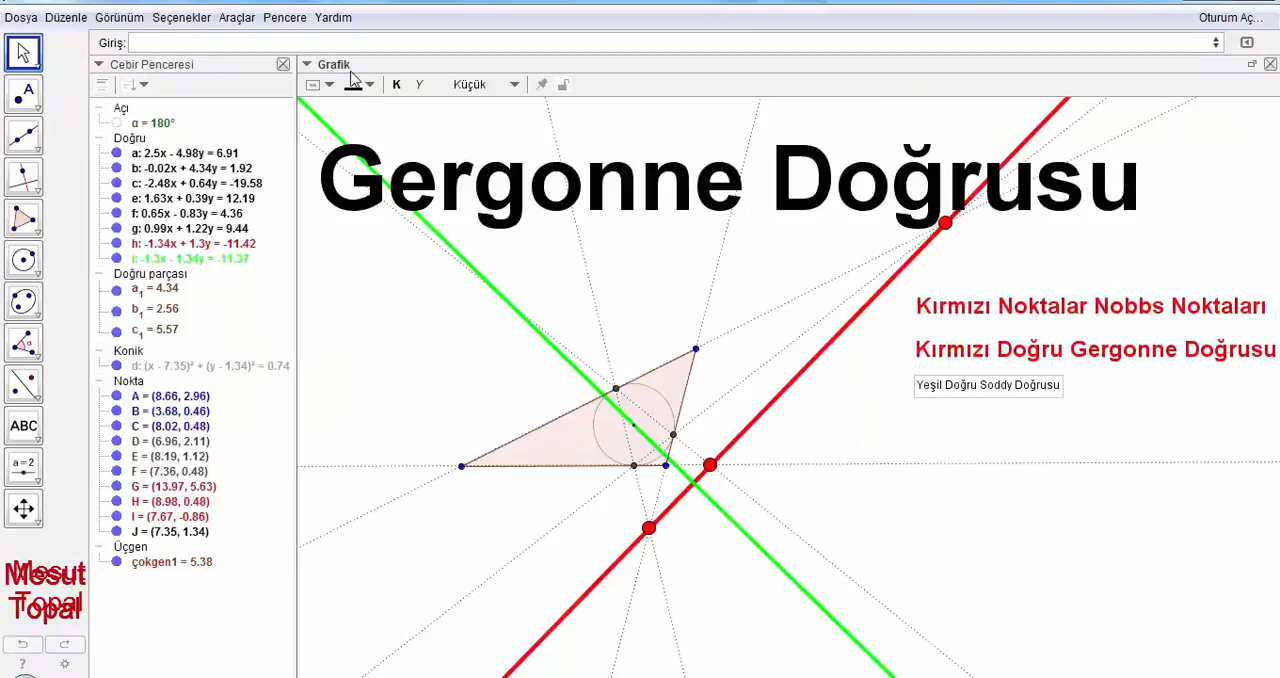 Dosya Düzenle Görünüm Seçenekler Araçlar Pencere Yardım Oturum Aç...
Giriş:
Cebir Penceresi
Grafik
K Y Küçük
Açı
α = 180°
Doğru
a: 2.5x - 4.98y = 6.91
b: -0.02x + 4.34y = 1.92
c: -2.48x + 0.64y = -19.58
e: 1.63x + 0.39y = 12.19
f: 0.65x - 0.83y = 4.36
g: 0.99x + 1.22y = 9.44
h: -1.34x + 1.3y = -11.42
i: -1.3x - 1.34y = -11.37
Doğru parçası
a₁ = 4.34
b₁ = 2.56
c₁ = 5.57
Konik
d: (x - 7.35)² + (y - 1.34)² = 0.74
Nokta
A = (8.66, 2.96)
B = (3.68, 0.46)
C = (8.02, 0.48)
D = (6.96, 2.11)
E = (8.19, 1.12)
F = (7.36, 0.48)
G = (13.97, 5.63)
H = (8.98, 0.48)
I = (7.67, -0.86)
J = (7.35, 1.34)
Üçgen
çokgen1 = 5.38
Gergonne Doğrusu
Kırmızı Noktalar Nobbs Noktaları
Kırmızı Doğru Gergonne Doğrusu
Yeşil Doğru Soddy Doğrusu
A
α
ABC
a=2
Mesut
Topal
?